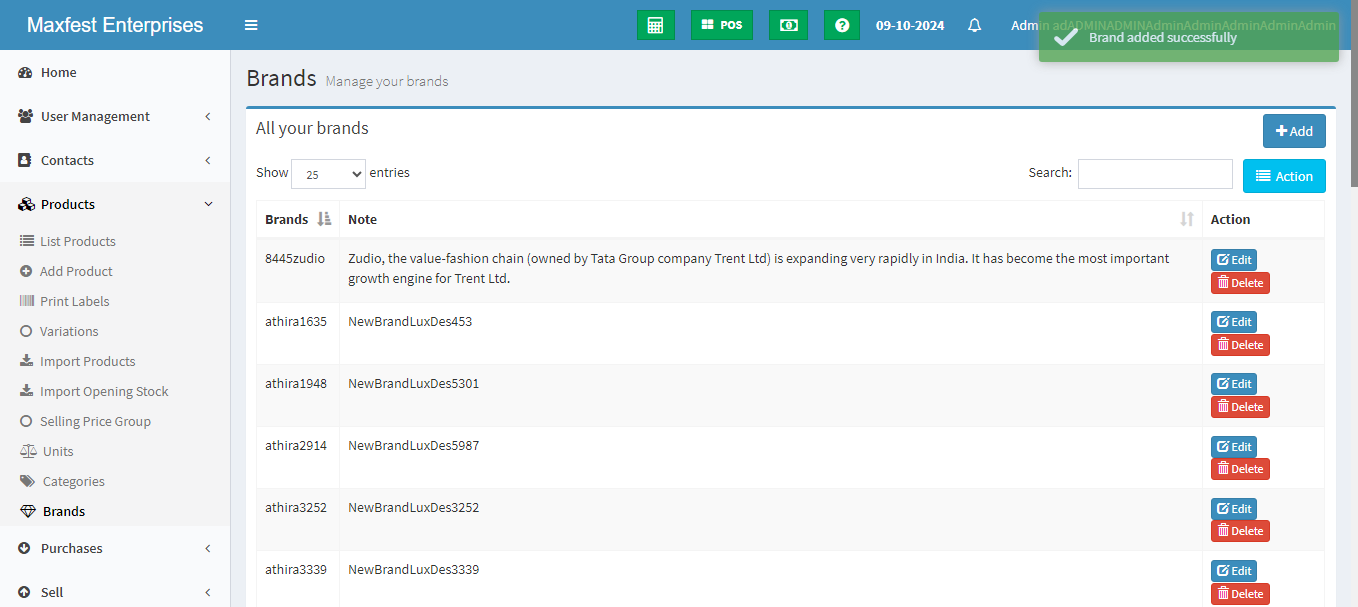 Maxfest Enterprises
POS
09-10-2024
Admin adADMINADMINAdminAdminAdminAdminAdmin
Brand added successfully
Home
User Management
Contacts
Products
List Products
Add Product
Print Labels
Variations
Import Products
Import Opening Stock
Selling Price Group
Units
Categories
Brands
Purchases
Sell
Brands Manage your brands
All your brands
Add
Show 25 entries
Search:
Action
Brands Note Action
8445zudio Zudio, the value-fashion chain (owned by Tata Group company Trent Ltd) is expanding very rapidly in India. It has become the most important
growth engine for Trent Ltd.
Edit
Delete
athira1635 NewBrandLuxDes453 Edit
Delete
athira1948 NewBrandLuxDes5301 Edit
Delete
athira2914 NewBrandLuxDes5987 Edit
Delete
athira3252 NewBrandLuxDes3252 Edit
Delete
athira3339 NewBrandLuxDes3339 Edit
Delete